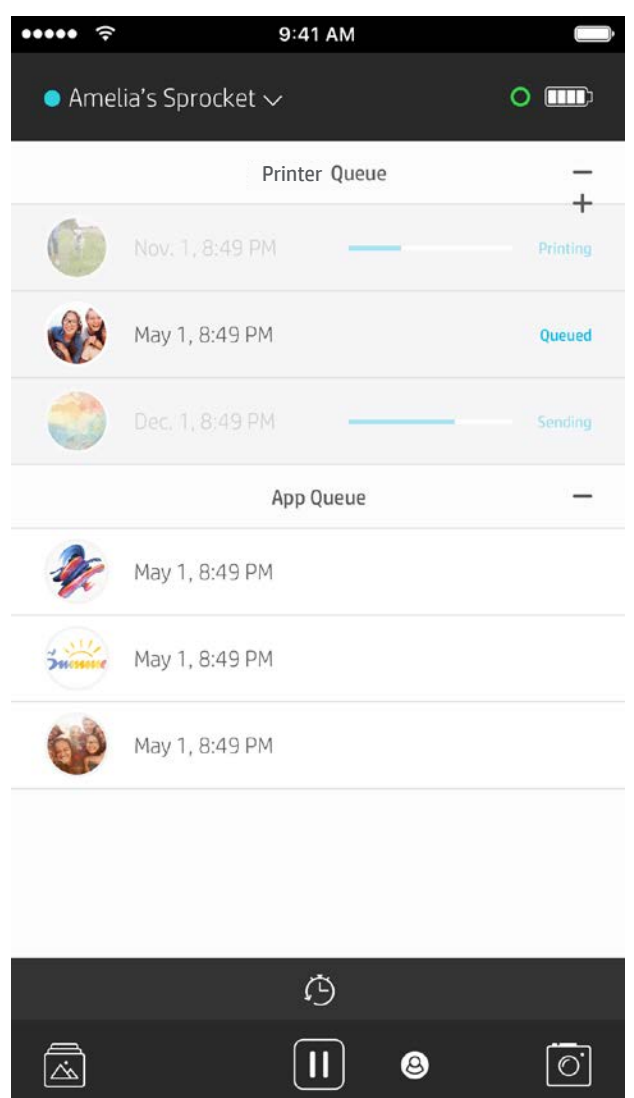 9:41 AM
Amelia's Sprocket
Printer Queue
Nov. 1, 8:49 PM Printing
May 1, 8:49 PM Queued
Dec. 1, 8:49 PM Sending
App Queue
May 1, 8:49 PM
May 1, 8:49 PM
May 1, 8:49 PM